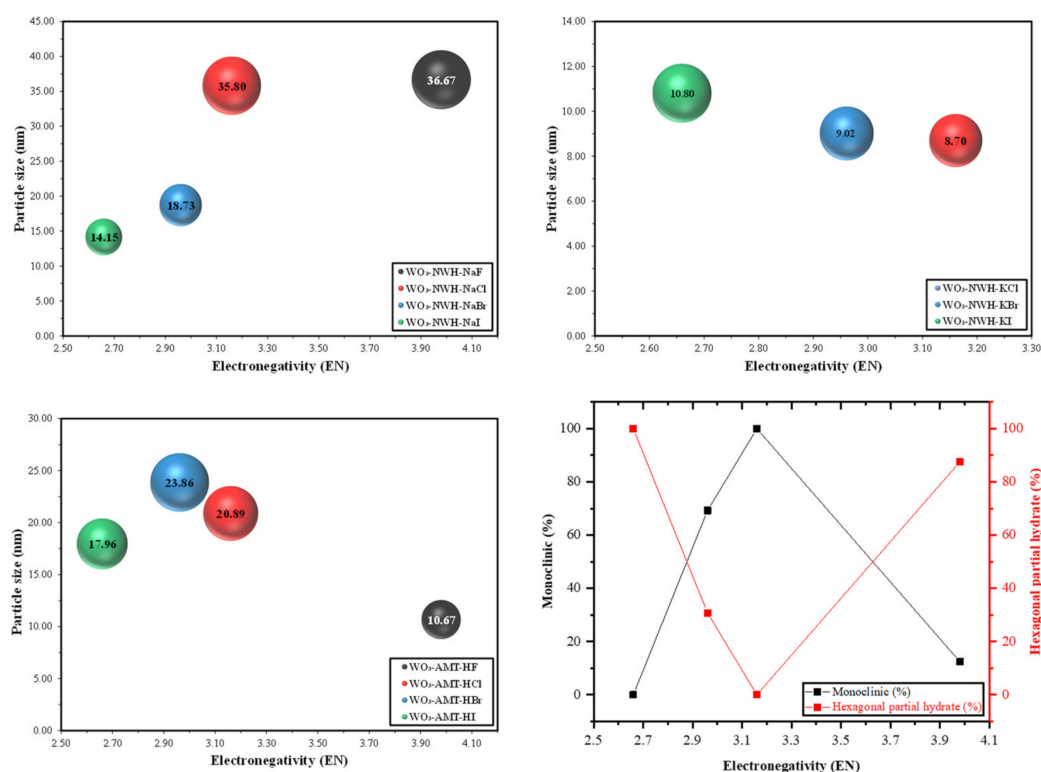 45.00
40.00
35.00
30.00
25.00
20.00
15.00
10.00
5.00
0.00
Particle size (nm)
36.67
35.80
18.73
14.15
WO₃-NWH-NaF
WO₃-NWH-NaCl
WO₃-NWH-NaBr
WO₃-NWH-NaI
2.50 2.70 2.90 3.10 3.30 3.50 3.70 3.90 4.10
Electronegativity (EN)
14.00
12.00
10.00
8.00
6.00
4.00
2.00
0.00
Particle size (nm)
10.80
9.02
8.70
WO₃-NWH-KCl
WO₃-NWH-KBr
WO₃-NWH-KI
2.50 2.60 2.70 2.80 2.90 3.00 3.10 3.20 3.30
Electronegativity (EN)
30.00
25.00
20.00
15.00
10.00
5.00
0.00
Particle size (nm)
23.86
20.89
17.96
10.67
WO₃-AMT-HF
WO₃-AMT-HCl
WO₃-AMT-HBr
WO₃-AMT-HI
2.50 2.70 2.90 3.10 3.30 3.50 3.70 3.90 4.10
Electronegativity (EN)
100
80
60
40
20
0
Monoclinic (%)
100
80
60
40
20
0
Hexagonal partial hydrate (%)
Monoclinic (%)
Hexagonal partial hydrate (%)
2.5 2.7 2.9 3.1 3.3 3.5 3.7 3.9 4.1
Electronegativity (EN)